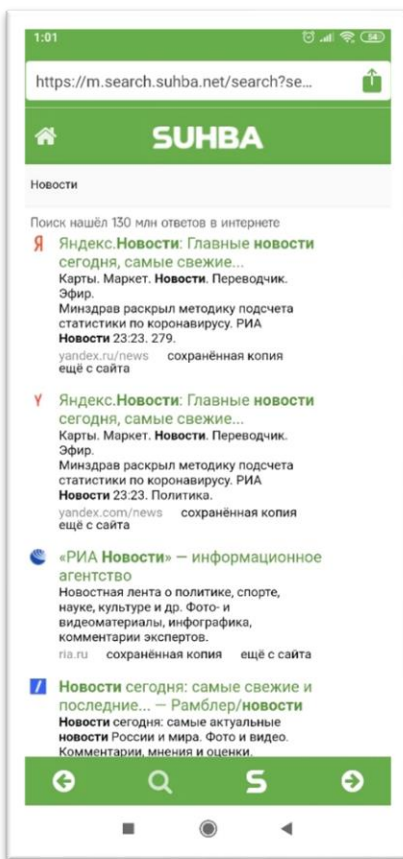 1:01
54
https://m.search.suhba.net/search?se...
SUHBA
Новости
Поиск нашёл 130 млн ответов в интернете
Я Яндекс.Новости: Главные новости
сегодня, самые свежие...
Карты. Маркет. Новости. Переводчик.
Эфир.
Минздрав раскрыл методику подсчета
статистики по коронавирусу. РИА
Новости 23:23. 279.
yandex.ru/news сохранённая копия
ещё с сайта
Y Яндекс.Новости: Главные новости
сегодня, самые свежие...
Карты. Маркет. Новости. Переводчик.
Эфир.
Минздрав раскрыл методику подсчета
статистики по коронавирусу. РИА
Новости 23:23. Политика.
yandex.com/news сохранённая копия
ещё с сайта
«РИА Новости» — информационное
агентство
Новостная лента о политике, спорте,
науке, культуре и др. Фото- и
видеоматериалы, инфографика,
комментарии экспертов.
ria.ru сохранённая копия ещё с сайта
Новости сегодня: самые свежие и
последние... — Рамблер/новости
Новости сегодня: самые актуальные
новости России и мира. Фото и видео.
Комментарии, мнения и оценки.
S